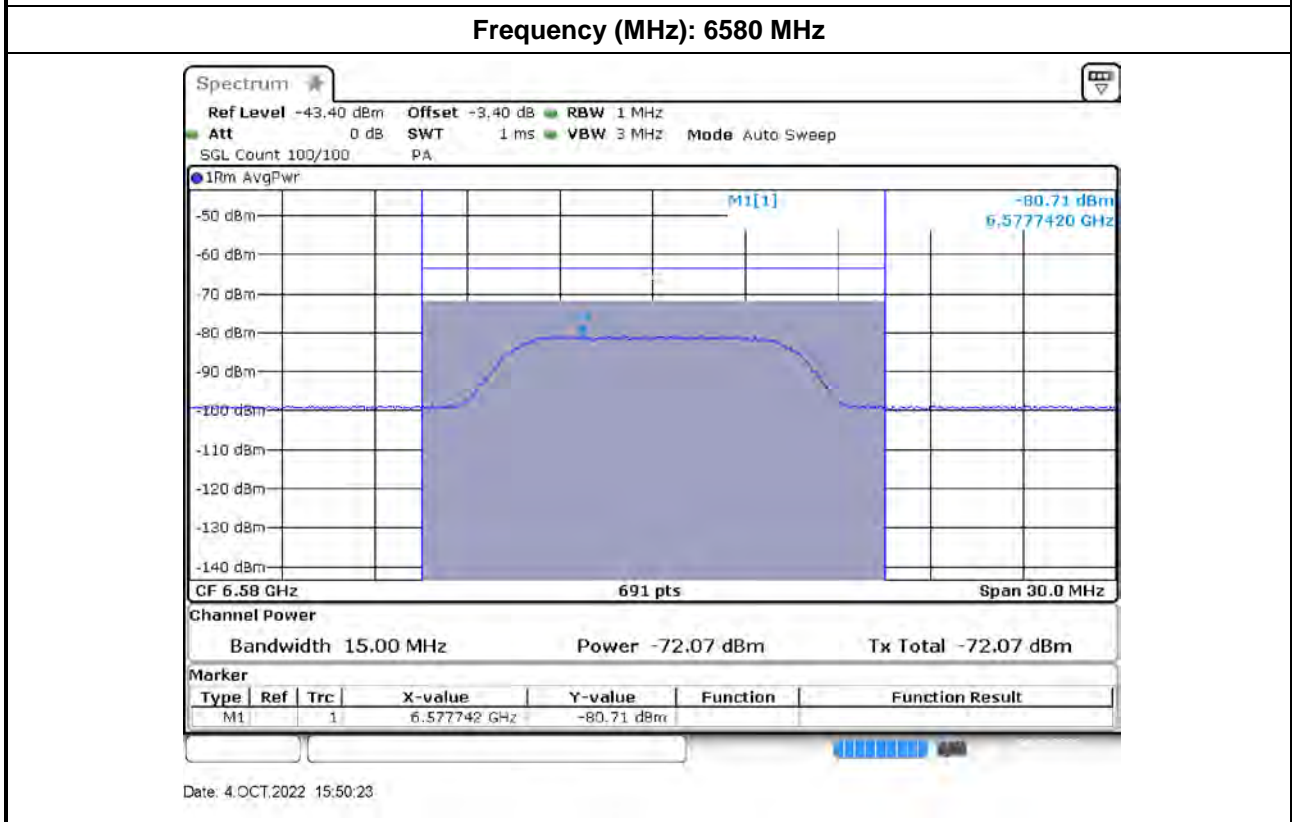 Frequency (MHz): 6580 MHz
Spectrum
Ref Level -43.40 dBm Offset -3.40 dB RBW 1 MHz
Att 0 dB SWT 1 ms VBW 3 MHz Mode Auto Sweep
SGL Count 100/100 PA
1Rm AvgPwr
M1[1] -80.71 dBm
6.5777420 GHz
-50 dBm
-60 dBm
-70 dBm
-80 dBm
-90 dBm
-100 dBm
-110 dBm
-120 dBm
-130 dBm
-140 dBm
CF 6.58 GHz 691 pts Span 30.0 MHz
Channel Power
Bandwidth 15.00 MHz Power -72.07 dBm Tx Total -72.07 dBm
Marker
Type Ref Trc X-value Y-value Function Function Result
M1 1 6.577742 GHz -80.71 dBm
Date: 4.OCT.2022 15:50:23